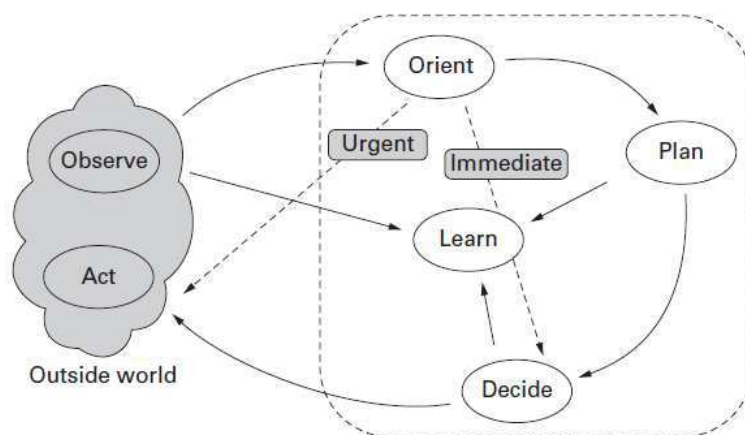 Orient
Observe
Urgent
Immediate
Plan
Learn
Act
Outside world
Decide